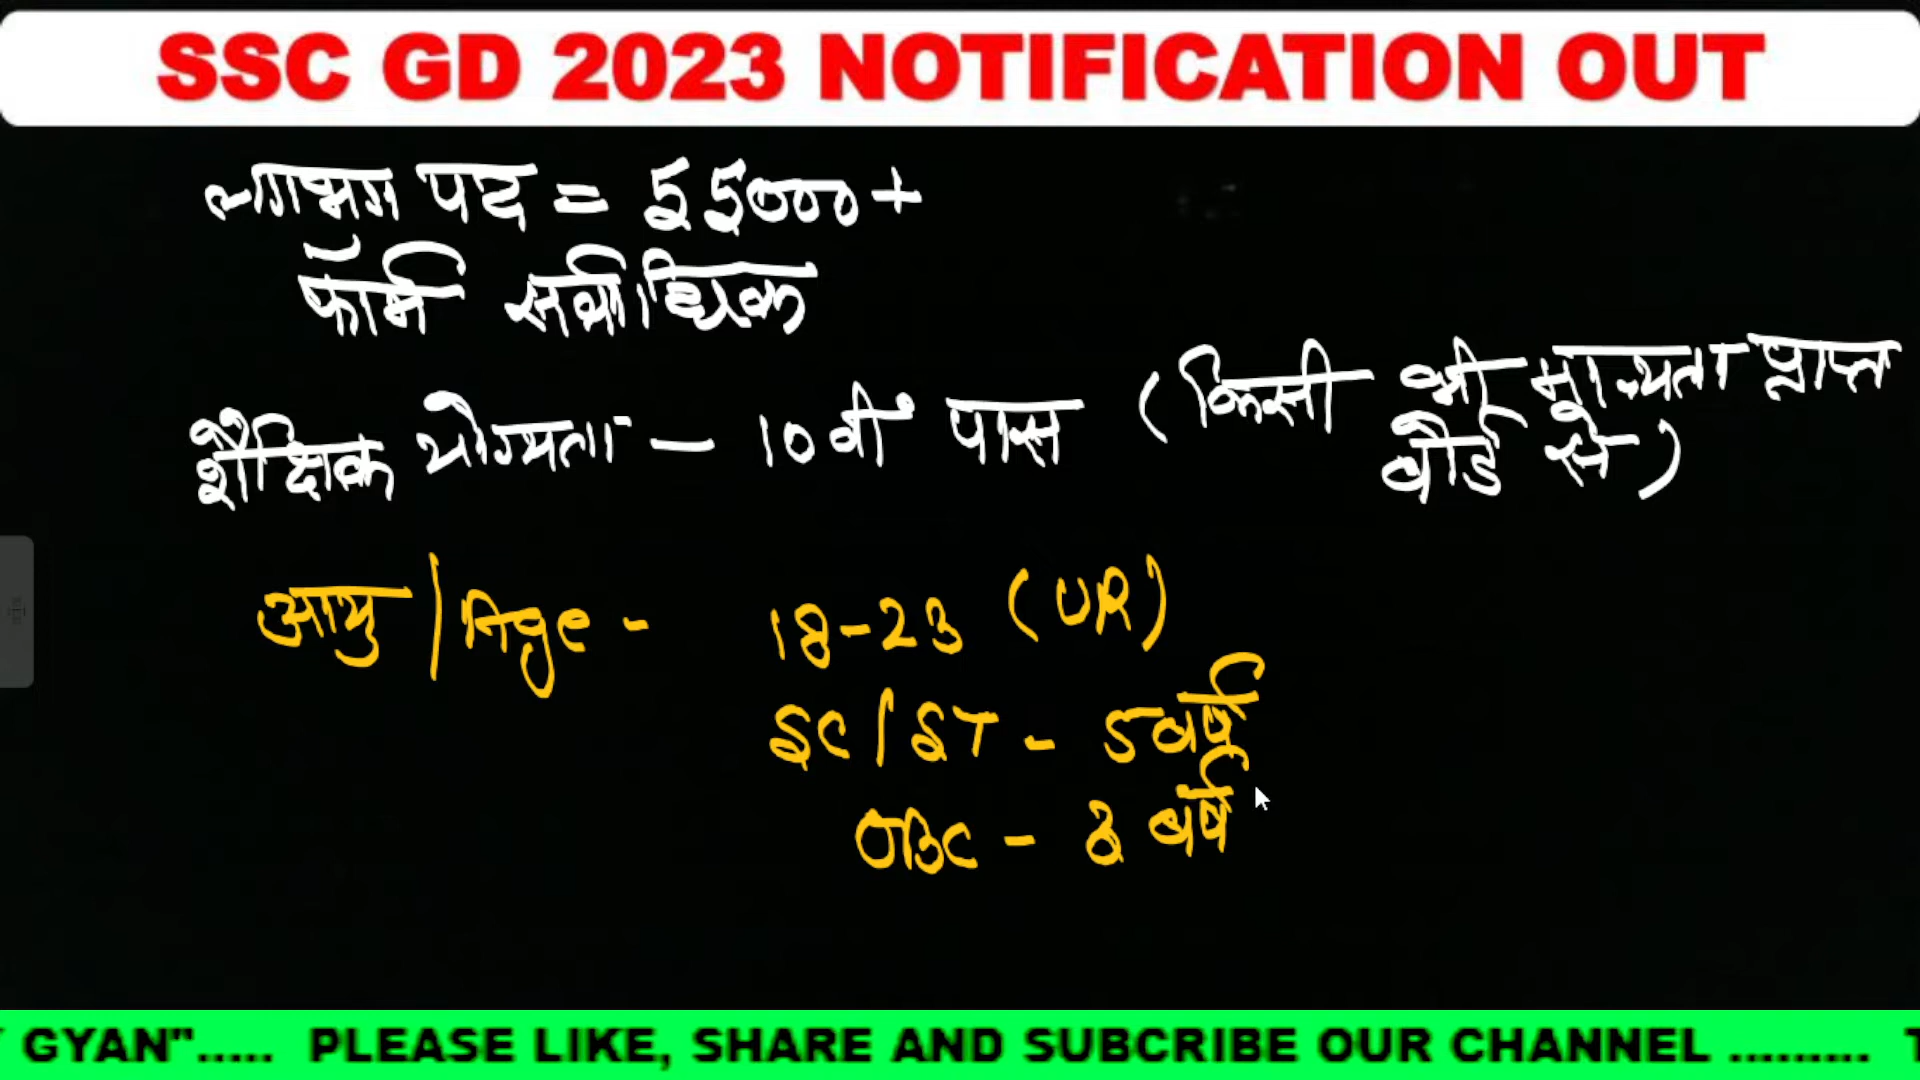 SSC GD 2023 NOTIFICATION OUT
लगभग पद = 55000+
फॉर्म सर्वाधिक
शैक्षिक योग्यता - 10वी पास (किसी भी मान्यता प्राप्त
बोर्ड से)
आयु | Age - 18-23 (UR)
SC | ST - 5 वर्ष
OBC - 3 वर्ष
GYAN"..... PLEASE LIKE, SHARE AND SUBCRIBE OUR CHANNEL .........